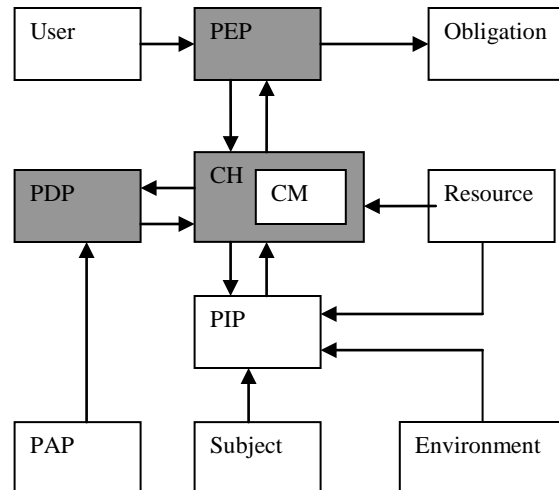 User
PEP
Obligation
PDP
CH
CM
Resource
PIP
PAP
Subject
Environment